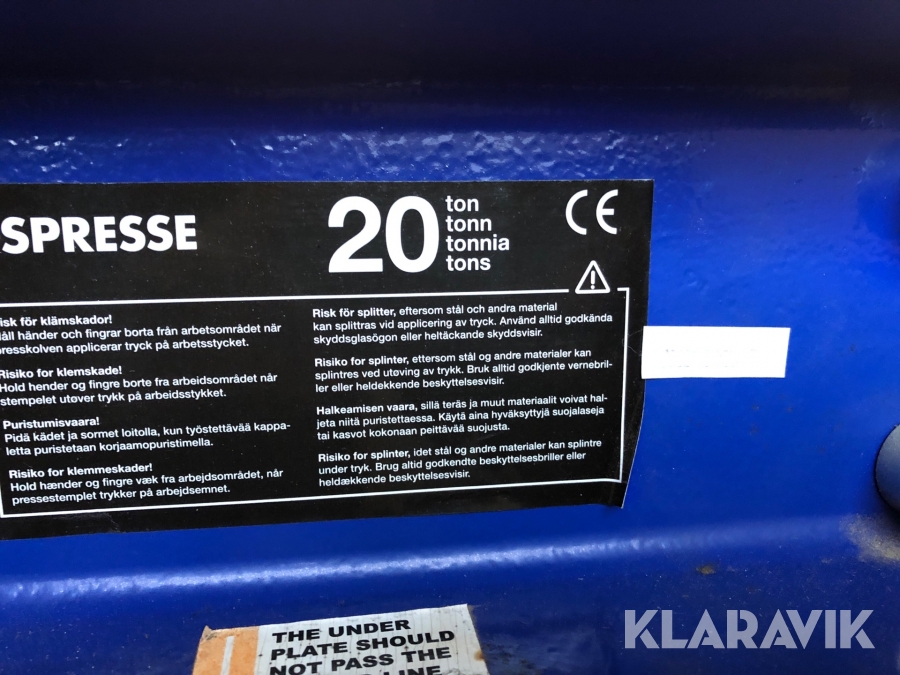 SPRESSE
20
ton
tonn
tonnia
tons
CE
isk för klämskador!
åll händer och fingrar borta från arbetsområdet när
presskolven applicerar tryck på arbetsstycket.
Risiko for klemskade!
Hold hender og fingre borte fra arbeidsområdet når
stempelet utøver trykk på arbeidsstykket.
Puristumisvaara!
Pidä kädet ja sormet loitolla, kun työstettävää kappa-
letta puristetaan korjaamopuristimella.
Risiko for klemmeskader!
Hold hænder og fingre væk fra arbejdsområdet, når
pressestemplet trykker på arbejdsemnet.
Risk för splitter, eftersom stål och andra material
kan splittras vid applicering av tryck. Använd alltid godkända
skyddsglasögon eller heltäckande skyddsvisir.
Risiko for splinter, ettersom stål og andre materialer kan
splintres ved utøving av trykk. Bruk alltid godkjente vernebril-
ler eller heldekkende beskyttelsesvisir.
Halkeamisen vaara, sillä teräs ja muut materiaalit voivat hal-
jeta niitä puristettaessa. Käytä aina hyväksyttyjä suojalaseja
tai kasvot kokonaan peittävää suojusta.
Risiko for splinter, idet stål og andre materialer kan splintre
under tryk. Brug altid godkendte beskyttelsesbriller eller
heldækkende beskyttelsesvisir.
THE UNDER
PLATE SHOULD
NOT PASS THE
LINE
KLARAVIK